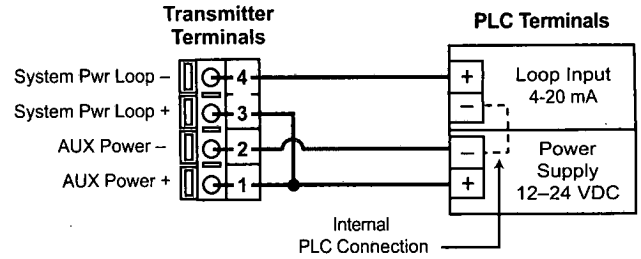 Transmitter
Terminals
PLC Terminals
System Pwr Loop – 4
System Pwr Loop + 3
AUX Power – 2
AUX Power + 1
+
–
Loop Input
4-20 mA
–
+
Power
Supply
12–24 VDC
Internal
PLC Connection